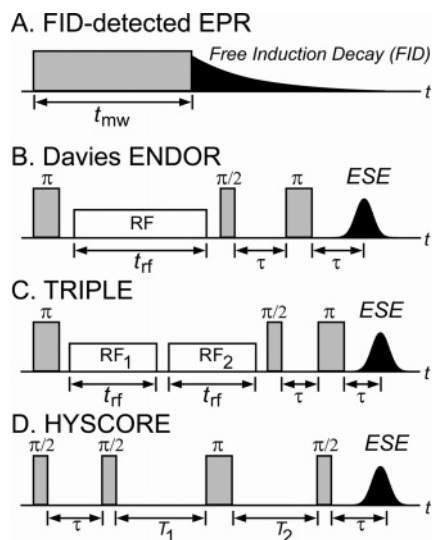 A. FID-detected EPR
Free Induction Decay (FID)
t
tmw
B. Davies ENDOR
π π/2 π ESE
RF
t
trf τ τ
C. TRIPLE
π π/2 π ESE
RF1 RF2
t
trf trf τ τ
D. HYSCORE
π/2 π/2 π π/2 ESE
t
τ T1 T2 τ